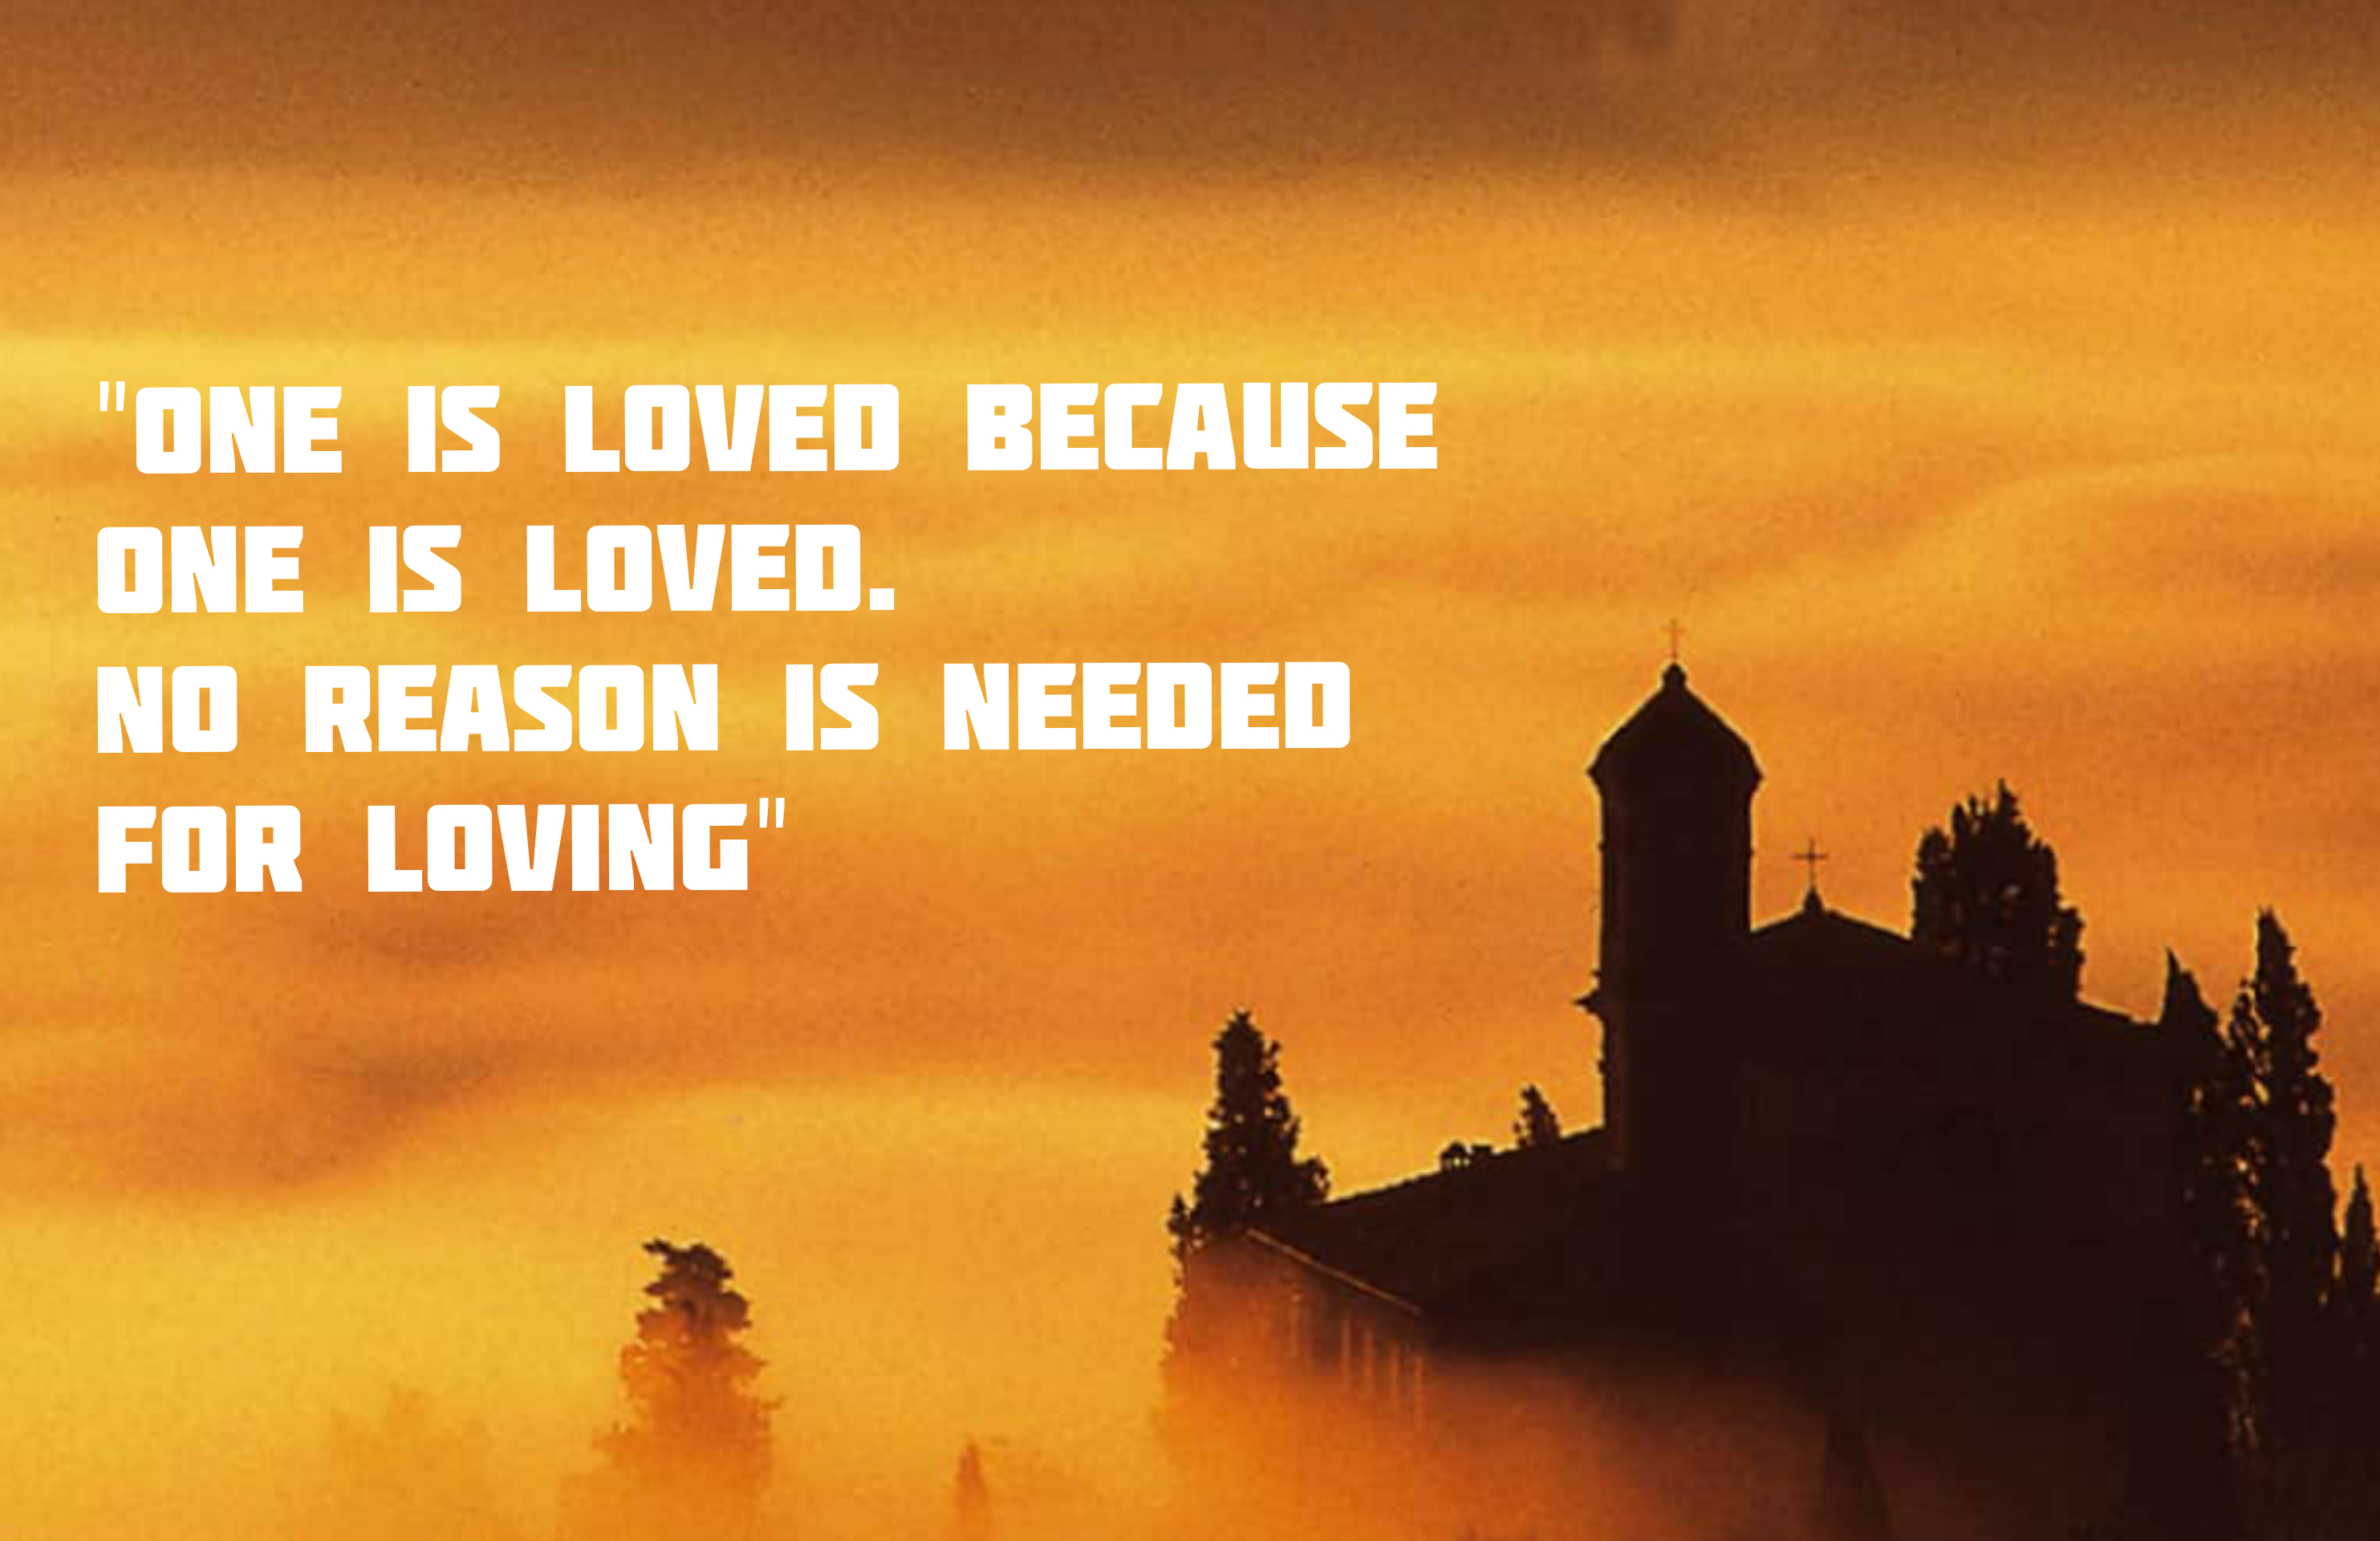 "ONE IS LOVED BECAUSE
ONE IS LOVED.
NO REASON IS NEEDED
FOR LOVING"